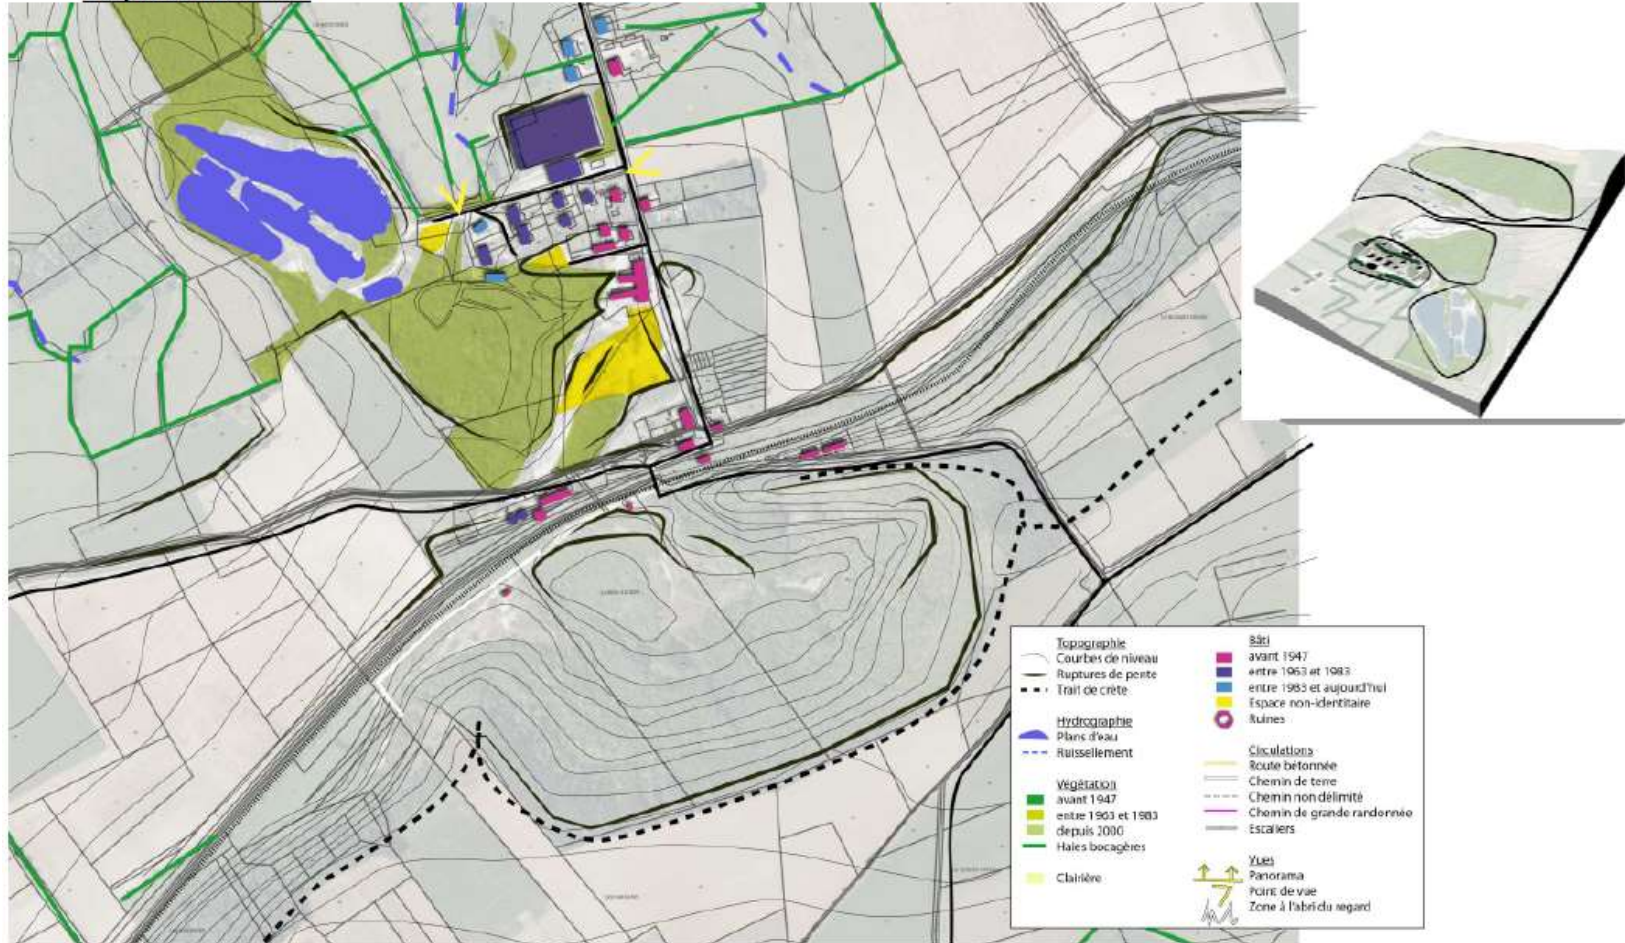 Topographie
Courbes de niveau
Ruptures de pente
Trait de crète
Hydrographie
Plans d'eau
Ruissellement
Végétation
avant 1947
entre 1963 et 1983
depuis 2000
Haies bocagères
Clairière
Bâti
avant 1947
entre 1963 et 1983
entre 1983 et aujourd'hui
Espace non-identitaire
Ruines
Circulations
Route bétonnée
Chemin de terre
Chemin non délimité
Chemin de grande randonnée
Escaliers
Vues
Panorama
Point de vue
Zone à l'abri du regard